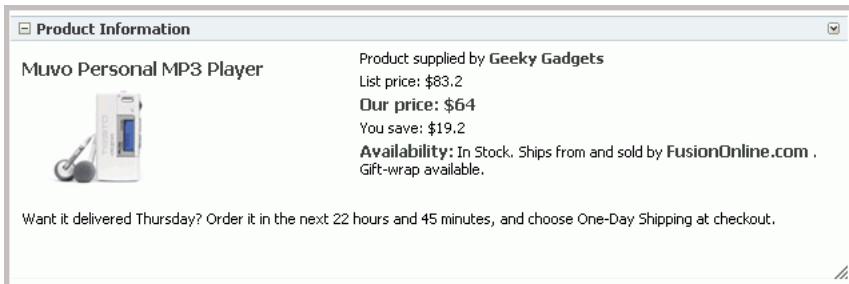 Product Information
Muvo Personal MP3 Player
Product supplied by Geeky Gadgets
List price: $83.2
Our price: $64
You save: $19.2
Availability: In Stock. Ships from and sold by FusionOnline.com .
Gift-wrap available.
Want it delivered Thursday? Order it in the next 22 hours and 45 minutes, and choose One-Day Shipping at checkout.